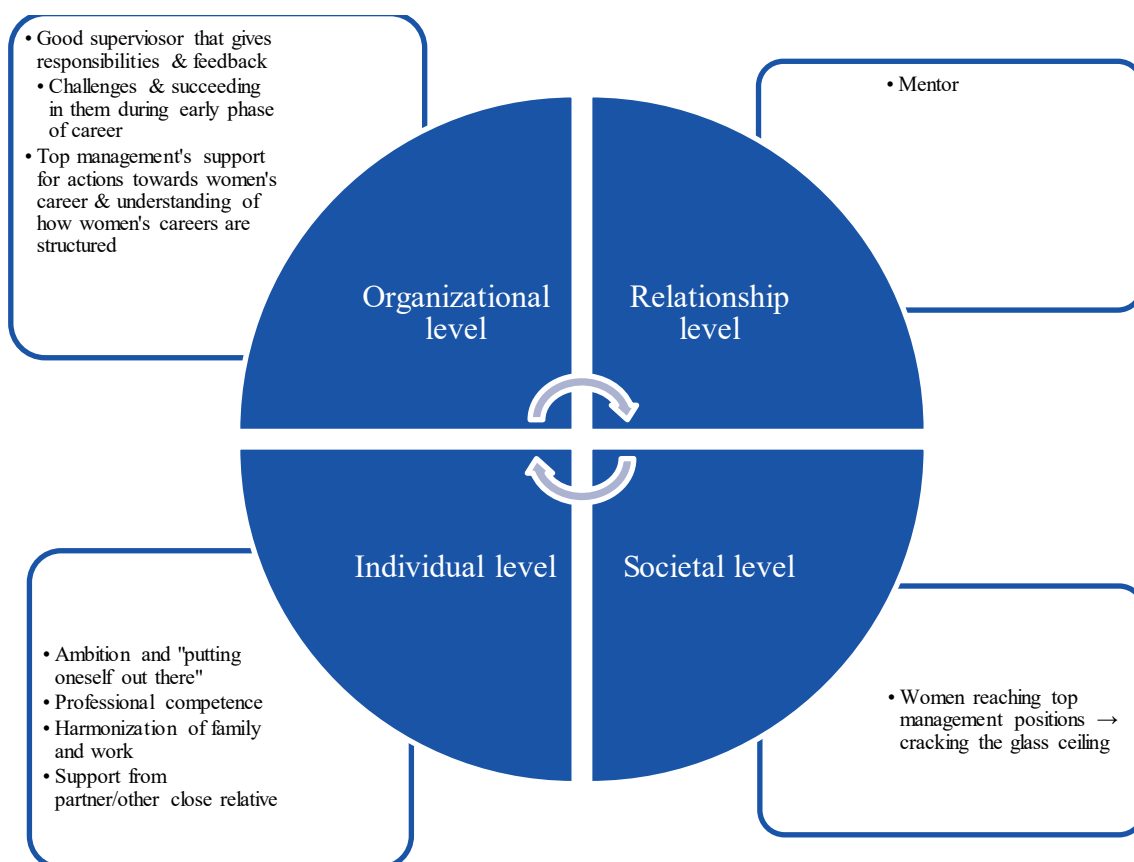 • Good superviosor that gives
responsibilities & feedback
• Challenges & succeeding
in them during early phase
of career
• Top management's support
for actions towards women's
career & understanding of
how women's careers are
structured
• Mentor
Organizational
level
Relationship
level
Individual level
Societal level
• Ambition and "putting
oneself out there"
• Professional competence
• Harmonization of family
and work
• Support from
partner/other close relative
• Women reaching top
management positions →
cracking the glass ceiling